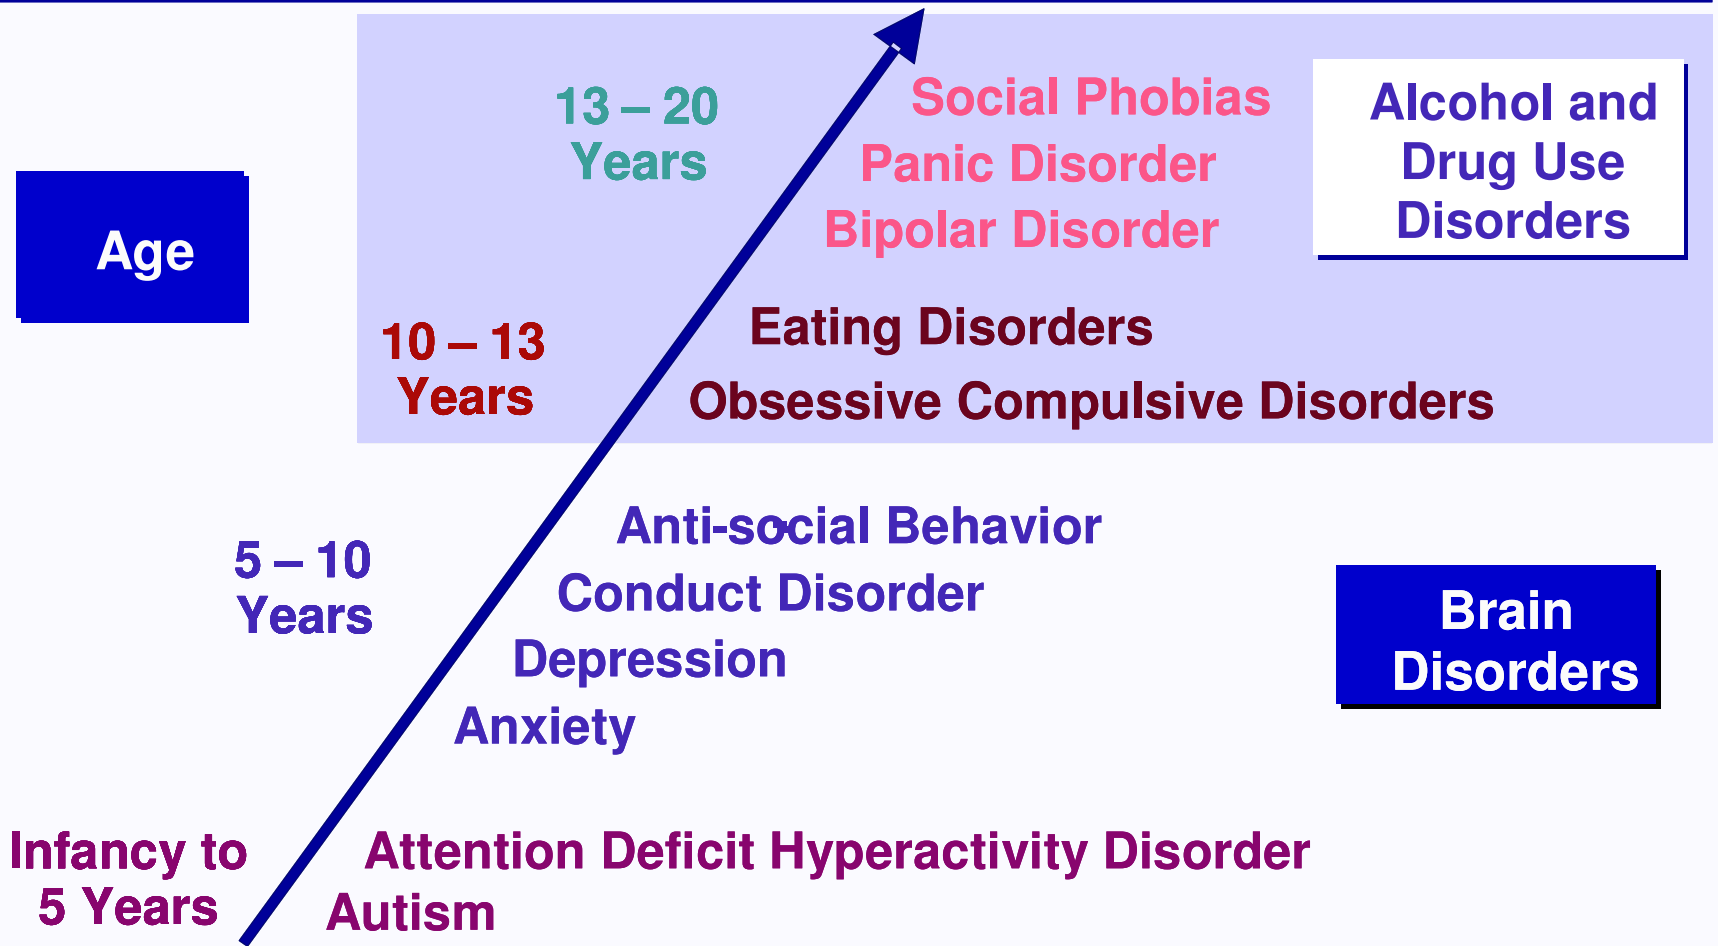 13 – 20
Years
Social Phobias
Panic Disorder
Bipolar Disorder
Alcohol and
Drug Use
Disorders
Age
10 – 13
Years
Eating Disorders
Obsessive Compulsive Disorders
5 – 10
Years
Anti-social Behavior
Conduct Disorder
Depression
Anxiety
Brain
Disorders
Infancy to
5 Years
Attention Deficit Hyperactivity Disorder
Autism